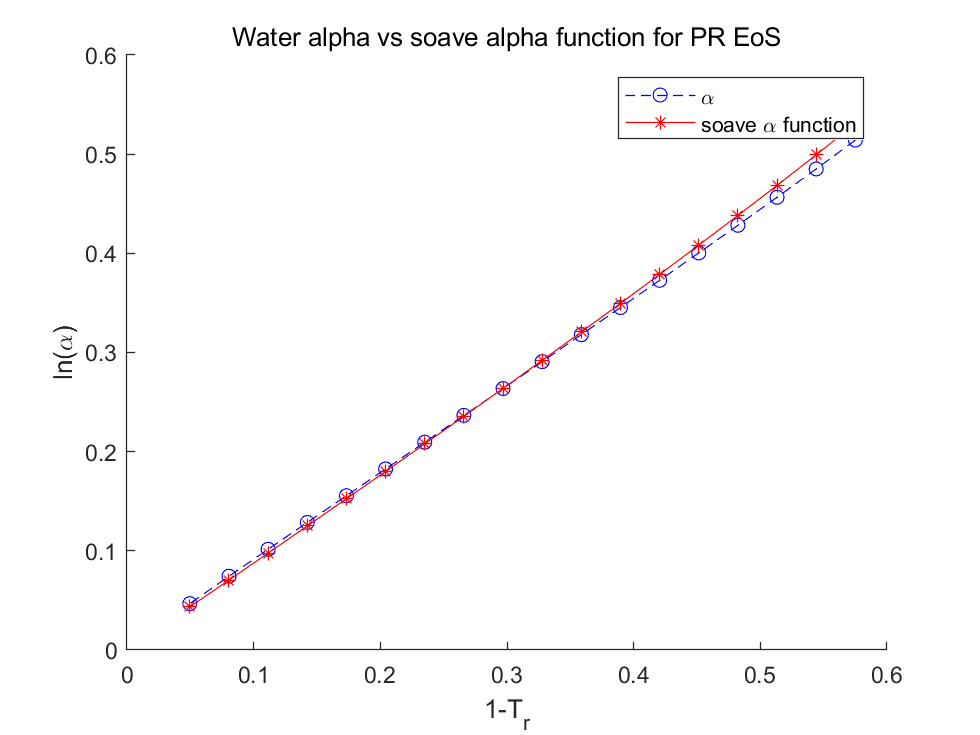 Water alpha vs soave alpha function for PR EoS
α
soave α function
0.6
0.5
0.4
0.3
0.2
0.1
0
ln(α)
0 0.1 0.2 0.3 0.4 0.5 0.6
1-Tr